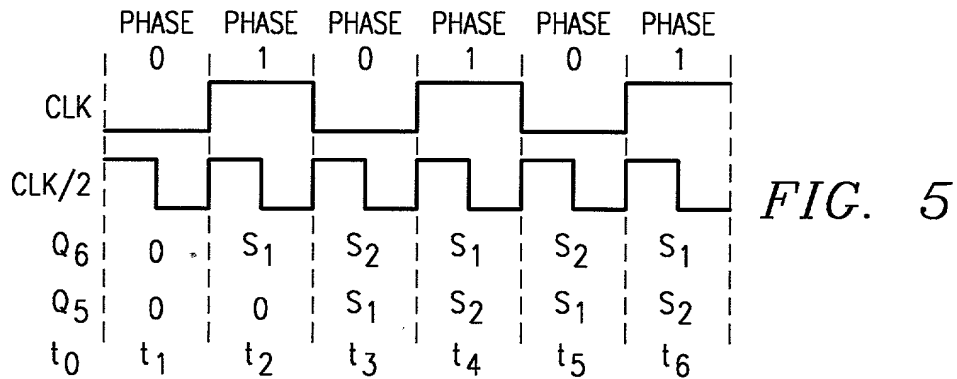 PHASE PHASE PHASE PHASE PHASE PHASE
0 1 0 1 0 1
CLK
CLK/2
FIG. 5
Q6 0 S1 S2 S1 S2 S1
Q5 0 0 S1 S2 S1 S2
t0 t1 t2 t3 t4 t5 t6